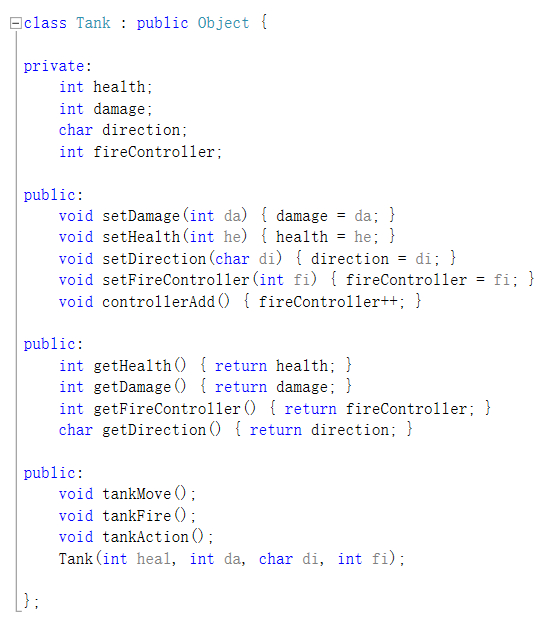 class Tank : public Object {
private:
int health;
int damage;
char direction;
int fireController;
public:
void setDamage(int da) { damage = da; }
void setHealth(int he) { health = he; }
void setDirection(char di) { direction = di; }
void setFireController(int fi) { fireController = fi; }
void controllerAdd() { fireController++; }
public:
int getHealth() { return health; }
int getDamage() { return damage; }
int getFireController() { return fireController; }
char getDirection() { return direction; }
public:
void tankMove();
void tankFire();
void tankAction();
Tank(int heal, int da, char di, int fi);
};